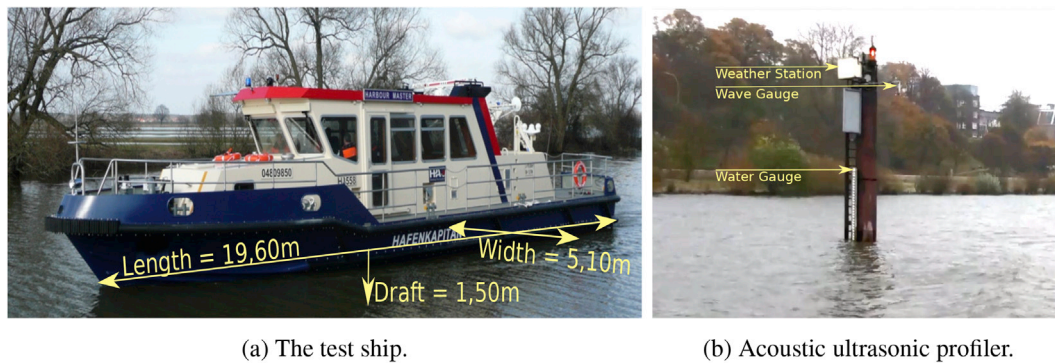 HARBOUR MASTER
04809850
HAFENKAPITÄN
Length = 19,60m
Width = 5,10m
Draft = 1,50m
Weather Station
Wave Gauge
Water Gauge
(a) The test ship.
(b) Acoustic ultrasonic profiler.